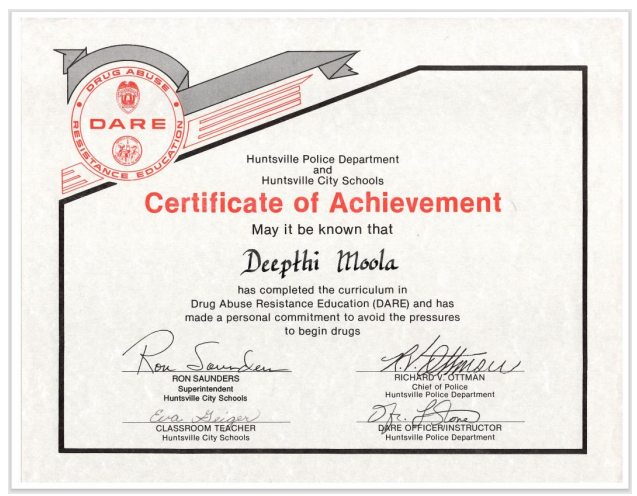 DRUG ABUSE
DARE
RESISTANCE EDUCATION
Huntsville Police Department
and
Huntsville City Schools
Certificate of Achievement
May it be known that
Deepthi Moola
has completed the curriculum in
Drug Abuse Resistance Education (DARE) and has
made a personal commitment to avoid the pressures
to begin drugs
Ron Saunders
RON SAUNDERS
Superintendent
Huntsville City Schools
R.V. Ottman
RICHARD V. OTTMAN
Chief of Police
Huntsville Police Department
Eva Geiger
CLASSROOM TEACHER
Huntsville City Schools
Ofc. Stone
DARE OFFICER/INSTRUCTOR
Huntsville Police Department